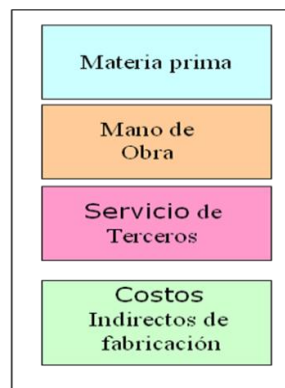 Materia prima
Mano de
Obra
Servicio de
Terceros
Costos
Indirectos de
fabricación